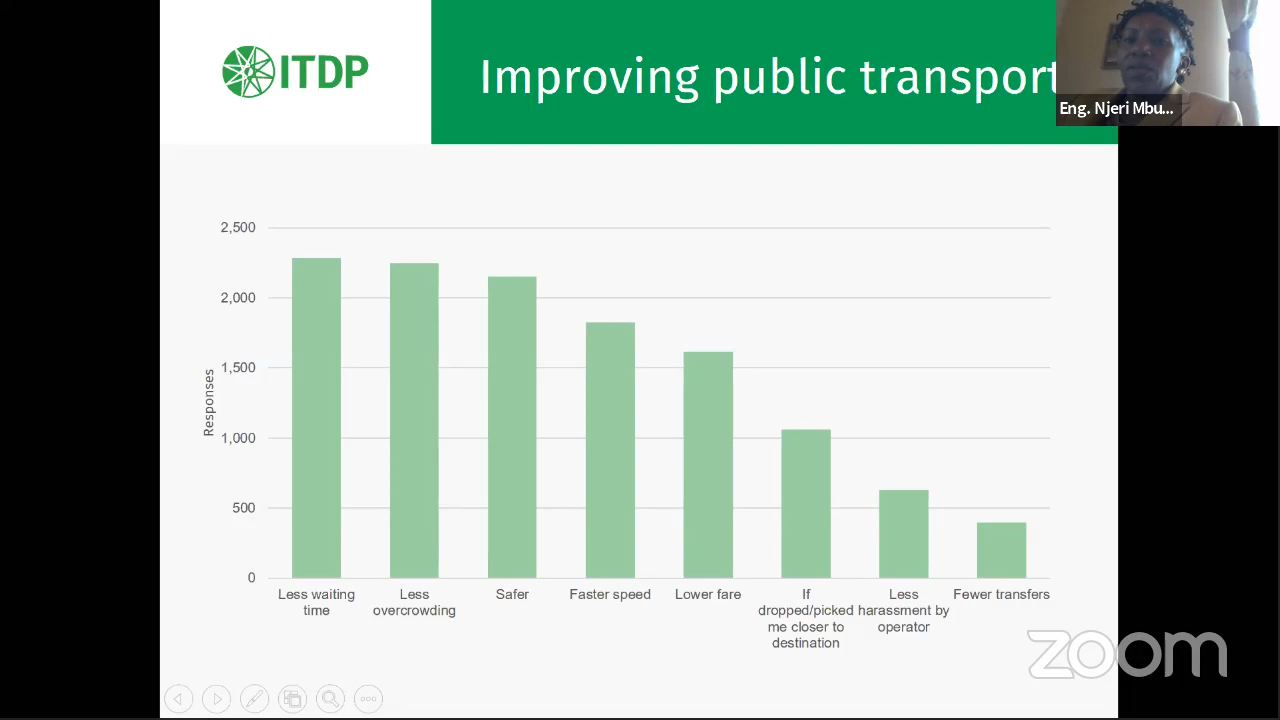 ITDP
Improving public transport
Eng. Njeri Mbu...
2,500
2,000
1,500
1,000
500
0
Responses
Less waiting
time
Less
overcrowding
Safer
Faster speed
Lower fare
If
dropped/picked
me closer to
destination
Less
harassment by
operator
Fewer transfers
zoom